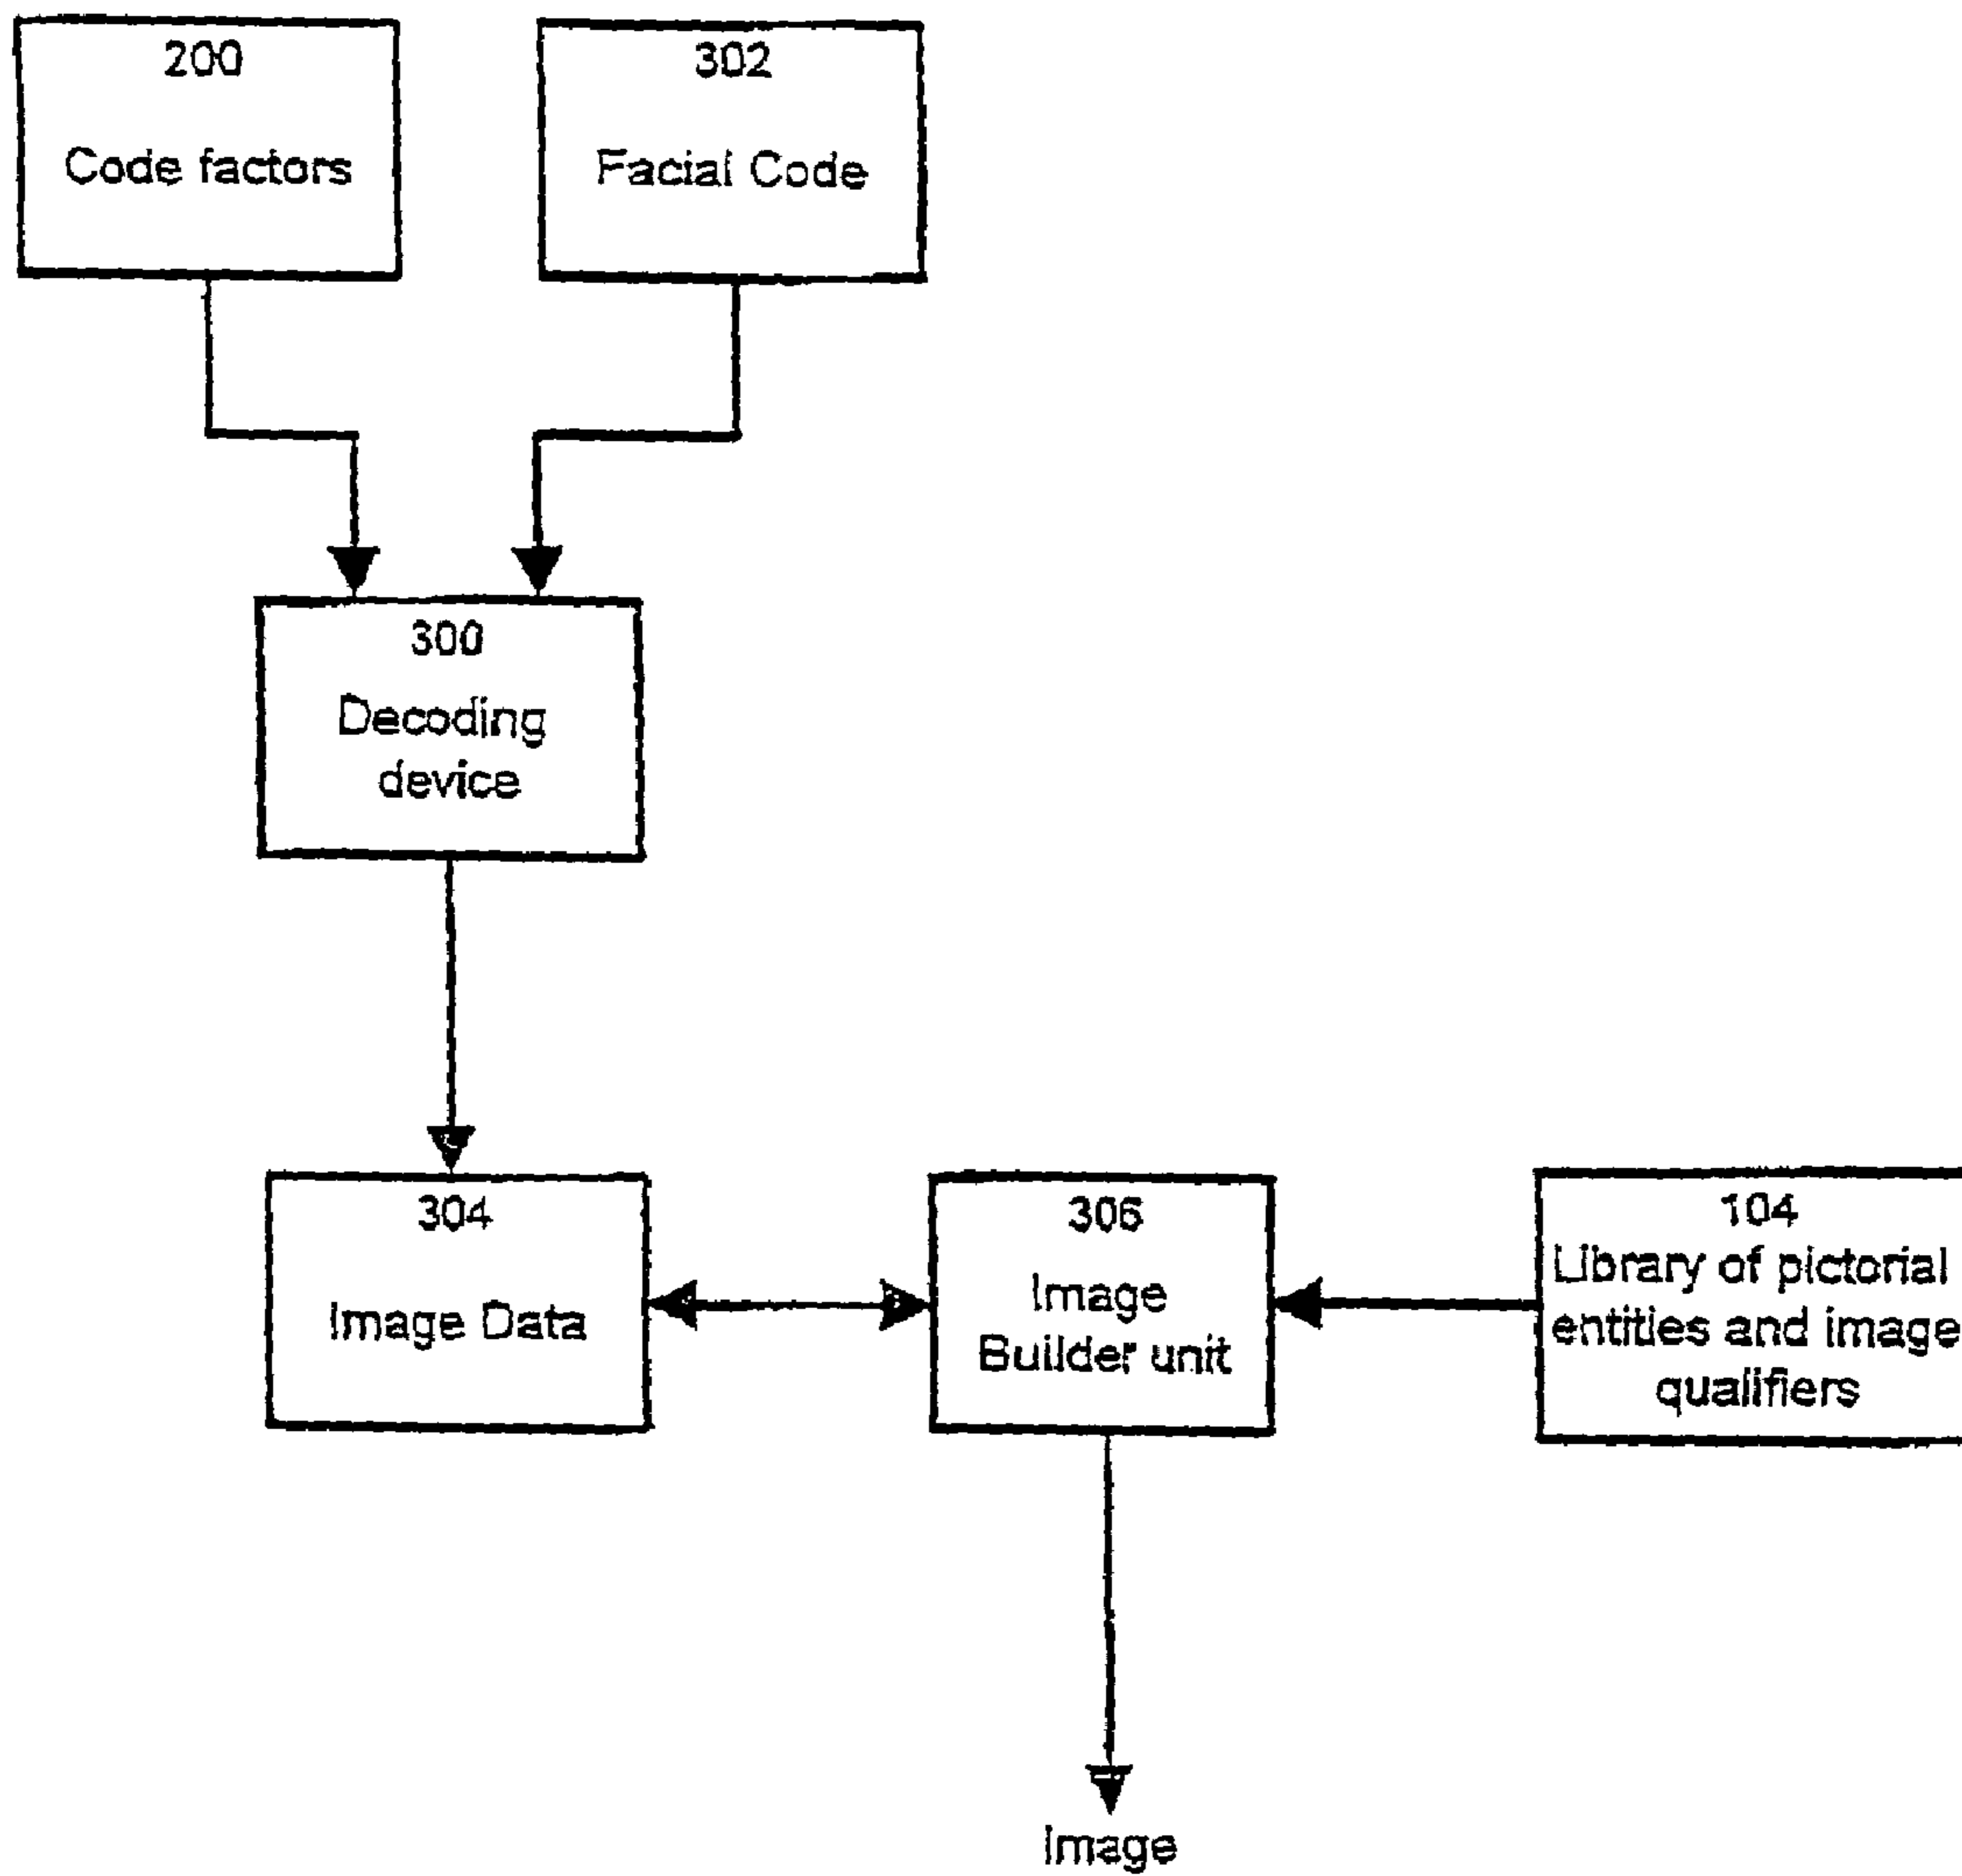 200
Code factors
302
Facial Code
300
Decoding
device
304
Image Data
306
Image
Builder unit
104
Library of pictorial
entities and image
qualifiers
Image